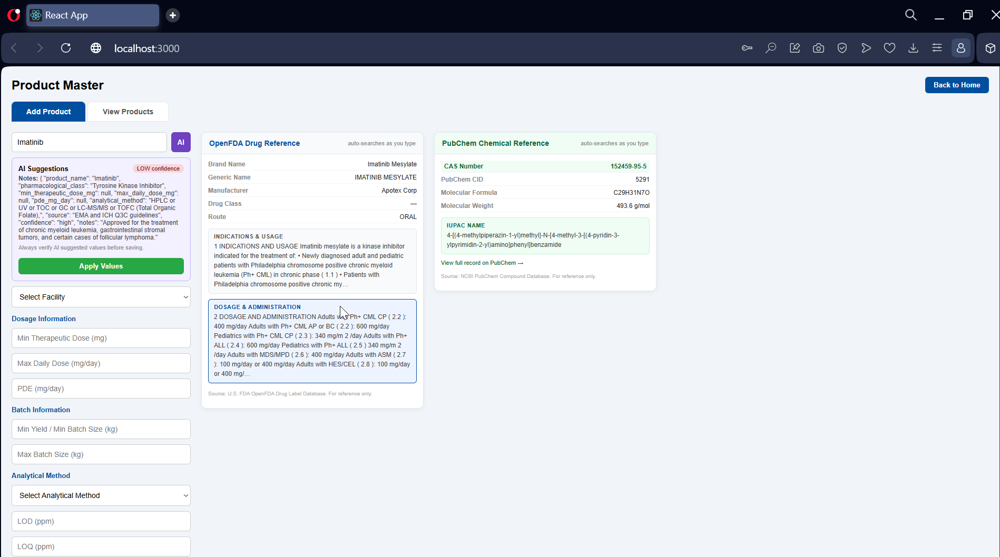 React App
localhost:3000
Product Master
Back to Home
Add Product
View Products
Imatinib
AI
AI Suggestions
LOW confidence
Notes: { "product_name": "Imatinib",
"pharmacological_class": "Tyrosine Kinase Inhibitor",
"min_therapeutic_dose_mg": null, "max_daily_dose_mg":
null, "pde_mg_day": null, "analytical_method": "HPLC or
UV or TOC or GC or LC-MS/MS or TOFC (Total Organic
Folate),", "source": "EMA and ICH Q3C guidelines",
"confidence": "high", "notes": "Approved for the treatment
of chronic myeloid leukemia, gastrointestinal stromal
tumors, and certain cases of follicular lymphoma."
Always verify AI suggested values before saving.
Apply Values
Select Facility
Dosage Information
Min Therapeutic Dose (mg)
Max Daily Dose (mg/day)
PDE (mg/day)
Batch Information
Min Yield / Min Batch Size (kg)
Max Batch Size (kg)
Analytical Method
Select Analytical Method
LOD (ppm)
LOQ (ppm)
OpenFDA Drug Reference
auto-searches as you type
Brand Name
Imatinib Mesylate
Generic Name
IMATINIB MESYLATE
Manufacturer
Apotex Corp
Drug Class
—
Route
ORAL
INDICATIONS & USAGE
1 INDICATIONS AND USAGE Imatinib mesylate is a kinase inhibitor
indicated for the treatment of: • Newly diagnosed adult and pediatric
patients with Philadelphia chromosome positive chronic myeloid
leukemia (Ph+ CML) in chronic phase ( 1.1 ) • Patients with
Philadelphia chromosome positive chronic my…
DOSAGE & ADMINISTRATION
2 DOSAGE AND ADMINISTRATION Adults Ph+ CML CP ( 2.2 ):
400 mg/day Adults with Ph+ CML AP or BC ( 2.2 ): 600 mg/day
Pediatrics with Ph+ CML CP ( 2.3 ): 340 mg/m 2 /day Adults with Ph+
ALL ( 2.4 ): 600 mg/day Pediatrics with Ph+ ALL ( 2.5 ) 340 mg/m 2
/day Adults with MDS/MPD ( 2.6 ): 400 mg/day Adults with ASM ( 2.7
): 100 mg/day or 400 mg/day Adults with HES/CEL ( 2.8 ): 100 mg/day
or 400 mg/…
Source: U.S. FDA OpenFDA Drug Label Database. For reference only.
PubChem Chemical Reference
auto-searches as you type
CAS Number
152459-95-5
PubChem CID
5291
Molecular Formula
C29H31N7O
Molecular Weight
493.6 g/mol
IUPAC NAME
4-[(4-methylpiperazin-1-yl)methyl]-N-[4-methyl-3-[(4-pyridin-3-
ylpyrimidin-2-yl)amino]phenyl]benzamide
View full record on PubChem →
Source: NCBI PubChem Compound Database. For reference only.